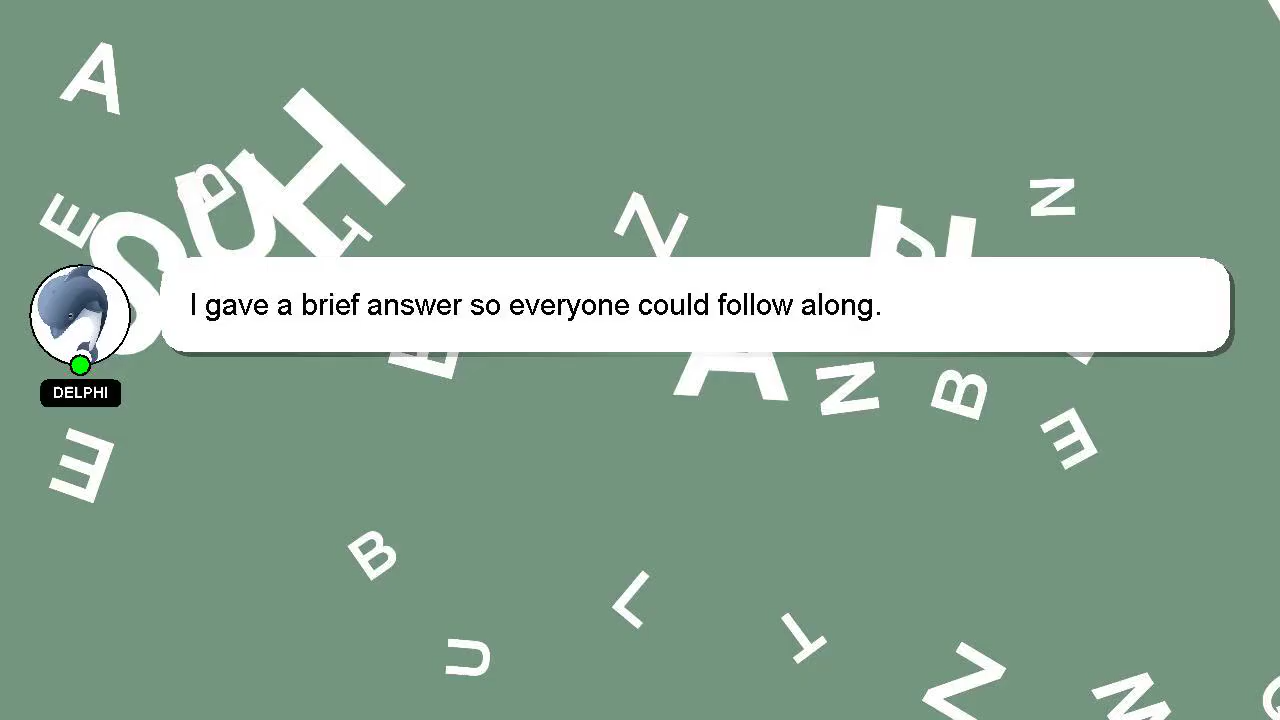 I gave a brief answer so everyone could follow along.
DELPHI
A
E
S
U
H
B
L
Z
N
A
N
B
E
E
B
L
T
U
Z
M